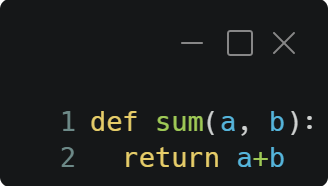 1 def sum(a, b):
2   return a+b